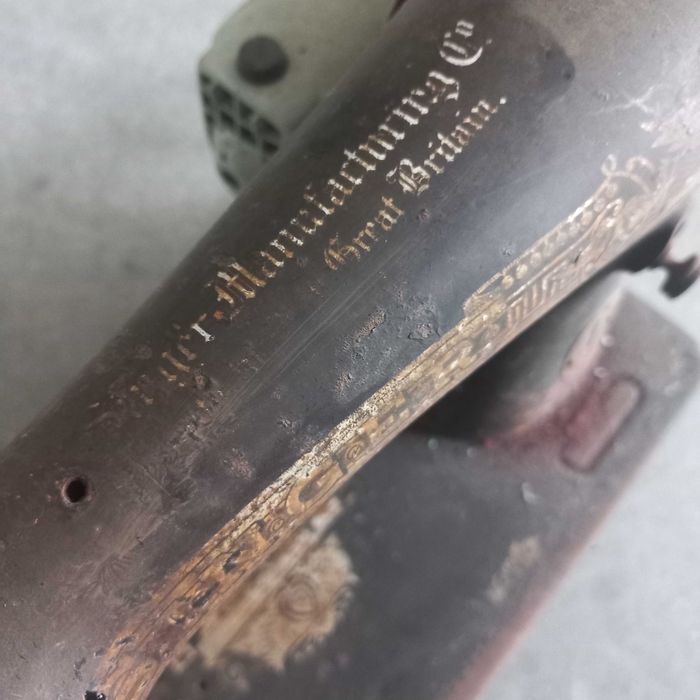 Manufacturing Co
Great Britain.